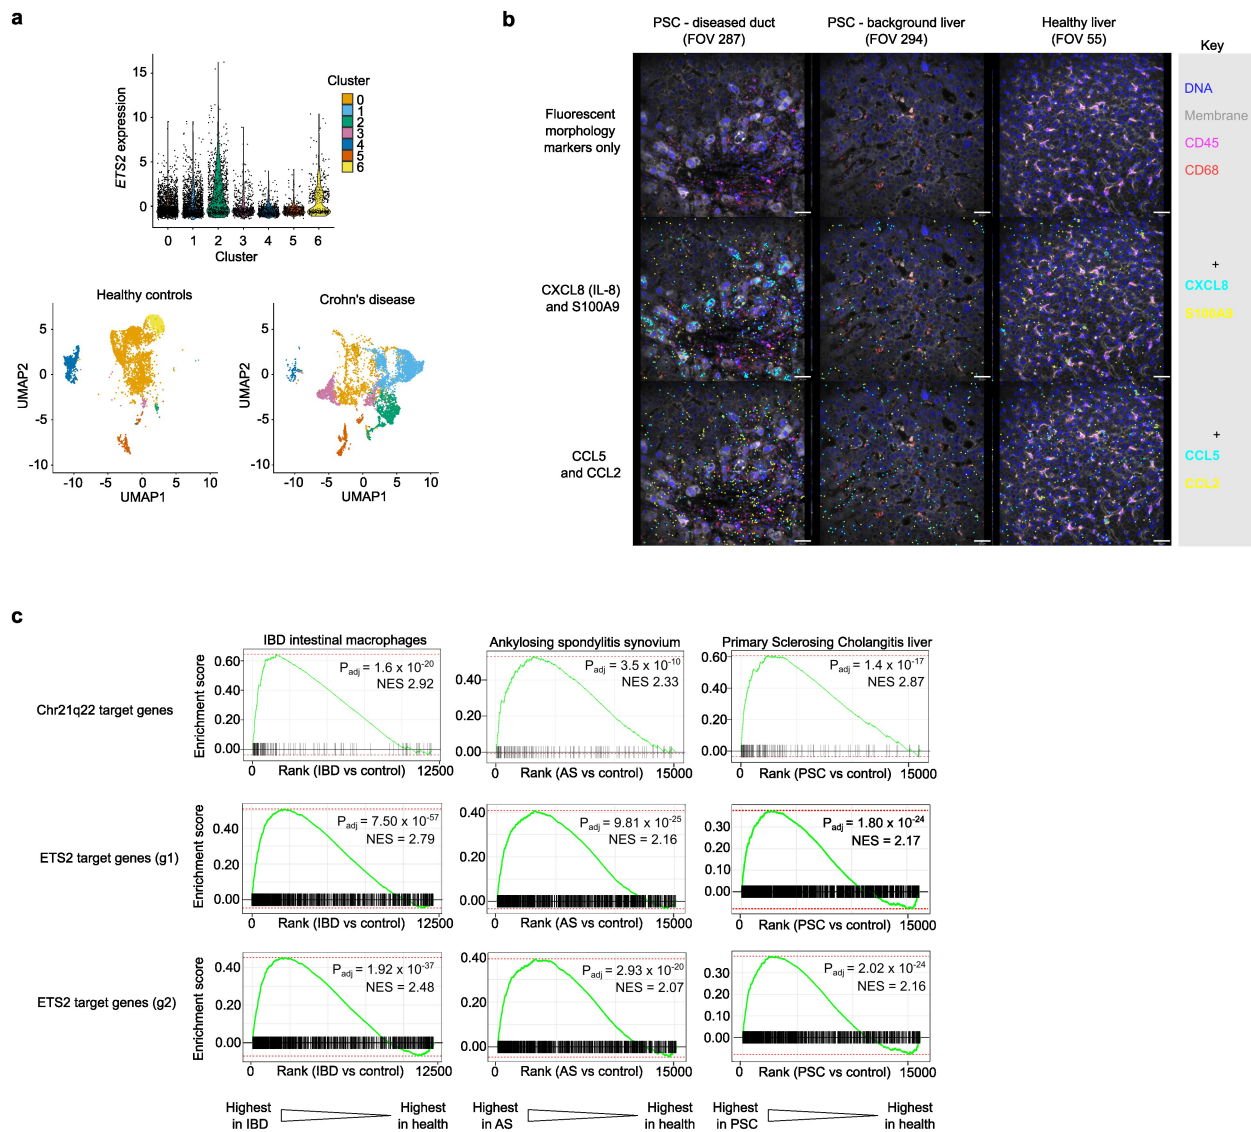 a
ETS2 expression
15
10
5
0
0 1 2 3 4 5 6
Cluster
Cluster
0
1
2
3
4
5
6
Healthy controls
UMAP2
5
0
-5
-10
-10 -5 0 5 10
UMAP1
Crohn's disease
UMAP2
5
0
-5
-10
-10 -5 0 5 10
UMAP1
b
PSC - diseased duct
(FOV 287)
PSC - background liver
(FOV 294)
Healthy liver
(FOV 55)
Key
Fluorescent
morphology
markers only
DNA
Membrane
CD45
CD68
CXCL8 (IL-8)
and S100A9
+
CXCL8
S100A9
CCL5
and CCL2
+
CCL5
CCL2
c
IBD intestinal macrophages
Ankylosing spondylitis synovium
Primary Sclerosing Cholangitis liver
Chr21q22 target genes
Enrichment score
0.60
0.40
0.20
0.00
Padj = 1.6 x 10-20
NES 2.92
0 Rank (IBD vs control) 12500
0.40
0.20
0.00
Padj = 3.5 x 10-10
NES 2.33
0 Rank (AS vs control) 15000
0.60
0.40
0.20
0.00
Padj = 1.4 x 10-17
NES 2.87
0 Rank (PSC vs control) 15000
ETS2 target genes (g1)
Enrichment score
0.40
0.20
0.00
Padj = 7.50 x 10-57
NES = 2.79
0 Rank (IBD vs control) 12500
0.40
0.20
0.00
Padj = 9.81 x 10-25
NES = 2.16
0 Rank (AS vs control) 15000
0.30
0.20
0.10
0.00
Padj = 1.80 x 10-24
NES = 2.17
0 Rank (PSC vs control) 15000
ETS2 target genes (g2)
Enrichment score
0.40
0.20
0.00
Padj = 1.92 x 10-37
NES = 2.48
0 Rank (IBD vs control) 12500
0.40
0.20
0.00
Padj = 2.93 x 10-20
NES = 2.07
0 Rank (AS vs control) 15000
0.30
0.20
0.10
0.00
Padj = 2.02 x 10-24
NES = 2.16
0 Rank (PSC vs control) 15000
Highest
in IBD
Highest
in health
Highest
in AS
Highest
in health
Highest
in PSC
Highest
in health